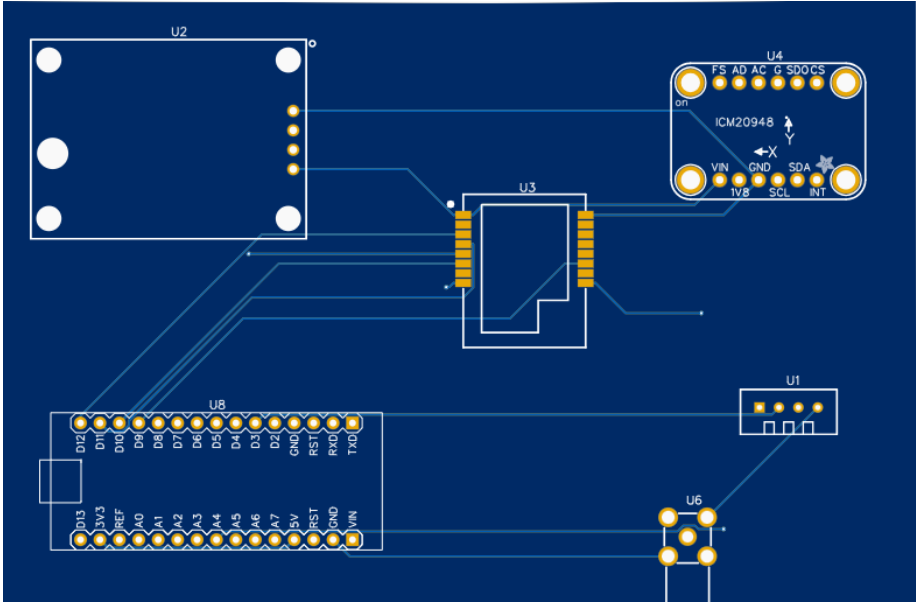 U2
U4
FS AD AC G SDO CS
on
ICM20948
Y
X
VIN GND SDA
1V8 SCL INT
U3
U1
U8
D12 D11 D10 D9 D8 D7 D6 D5 D4 D3 D2 GND RST RXD TXD
D13 3V3 REF A0 A1 A2 A3 A4 A5 A6 A7 5V RST GND VIN
U6